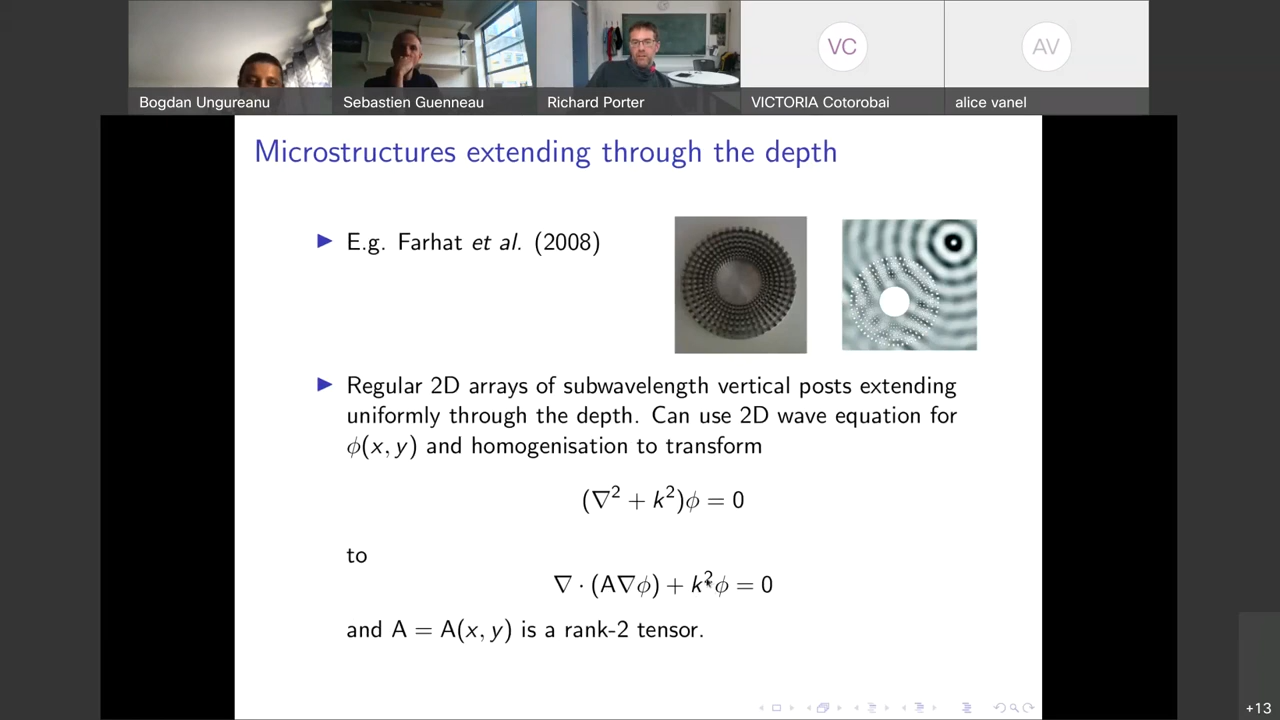 Bogdan Ungureanu
Sebastien Guenneau
Richard Porter
VC
VICTORIA Cotorobai
AV
alice vanel
Microstructures extending through the depth
▶ E.g. Farhat et al. (2008)
▶ Regular 2D arrays of subwavelength vertical posts extending
uniformly through the depth. Can use 2D wave equation for
ϕ(x, y) and homogenisation to transform
(∇² + k²)ϕ = 0
to
∇ · (A∇ϕ) + k²ϕ = 0
and A = A(x, y) is a rank-2 tensor.
+13